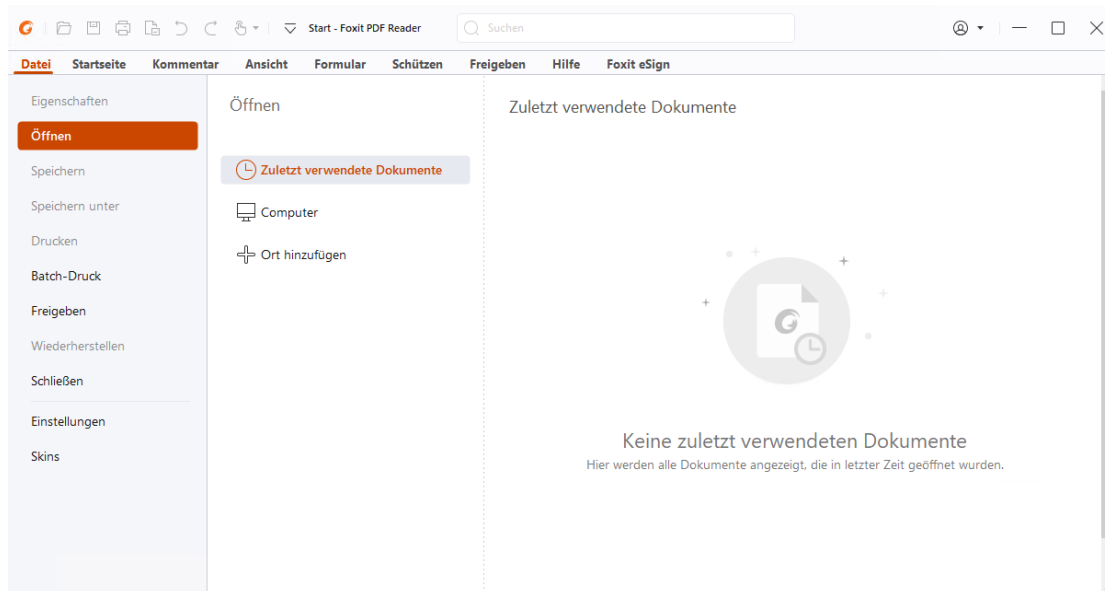 Start - Foxit PDF Reader
Suchen
Datei Startseite Kommentar Ansicht Formular Schützen Freigeben Hilfe Foxit eSign
Eigenschaften
Öffnen
Speichern
Speichern unter
Drucken
Batch-Druck
Freigeben
Wiederherstellen
Schließen
Einstellungen
Skins
Öffnen
Zuletzt verwendete Dokumente
Computer
Ort hinzufügen
Zuletzt verwendete Dokumente
Keine zuletzt verwendeten Dokumente
Hier werden alle Dokumente angezeigt, die in letzter Zeit geöffnet wurden.